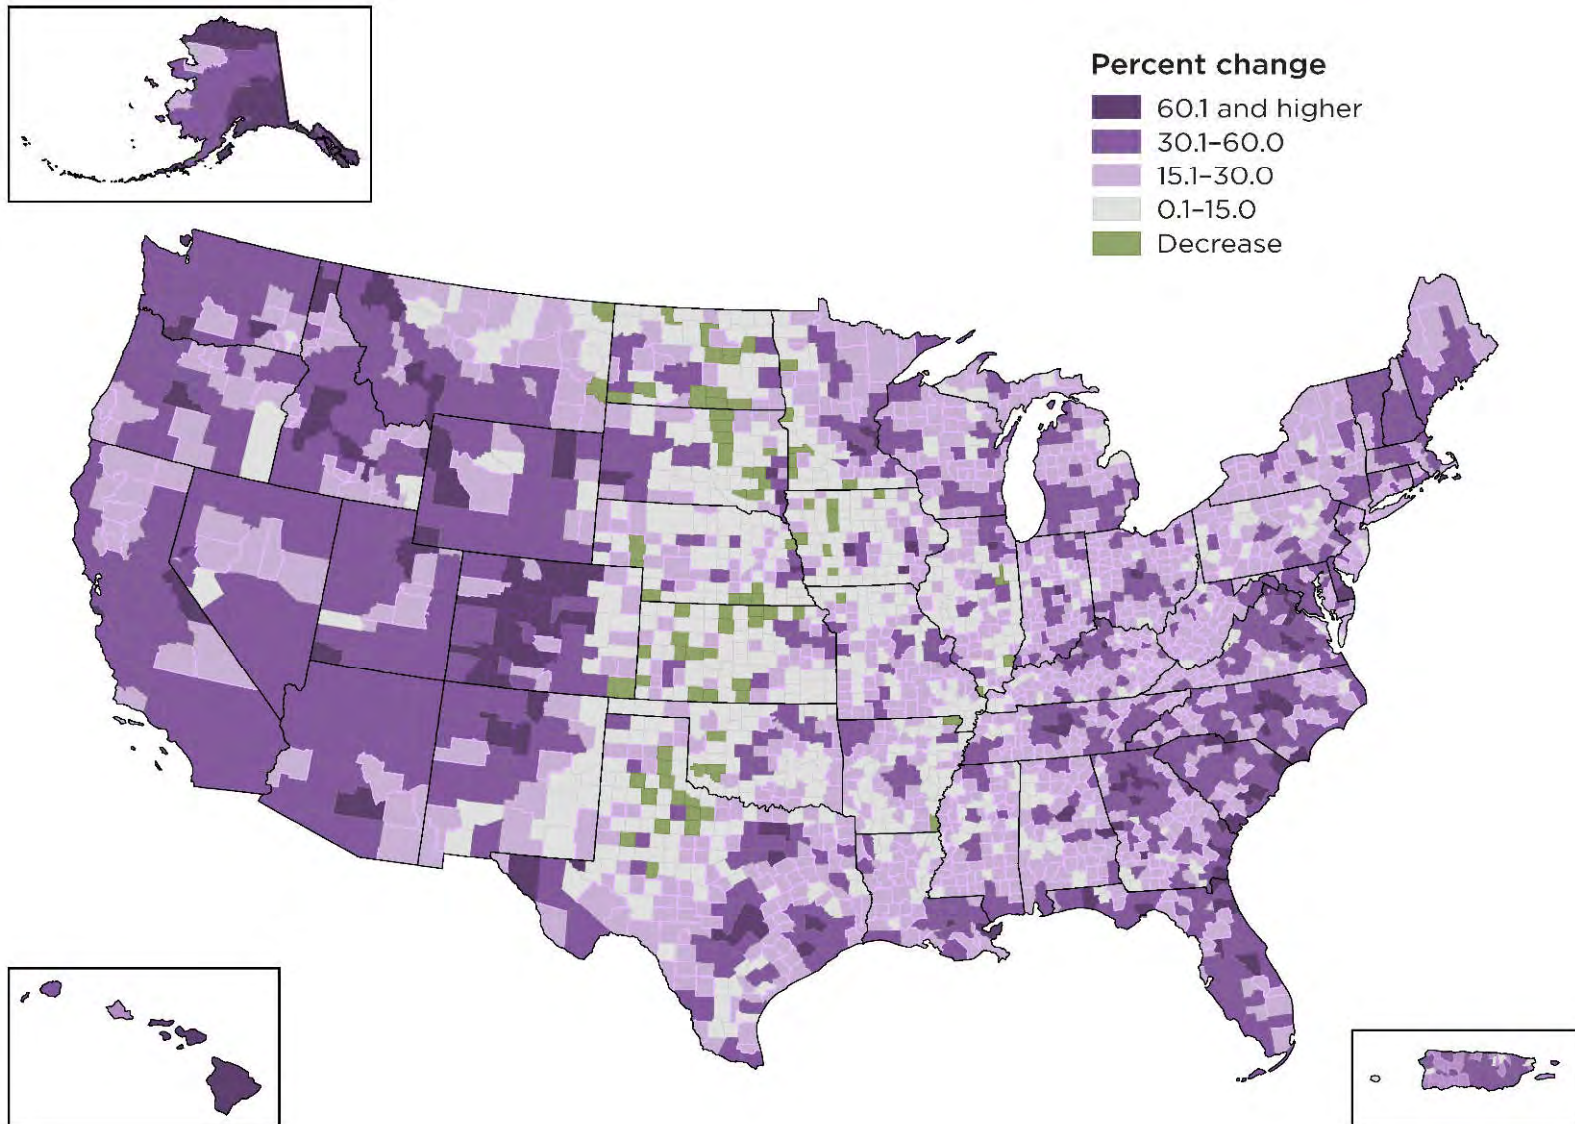 Percent change
60.1 and higher
30.1–60.0
15.1–30.0
0.1–15.0
Decrease